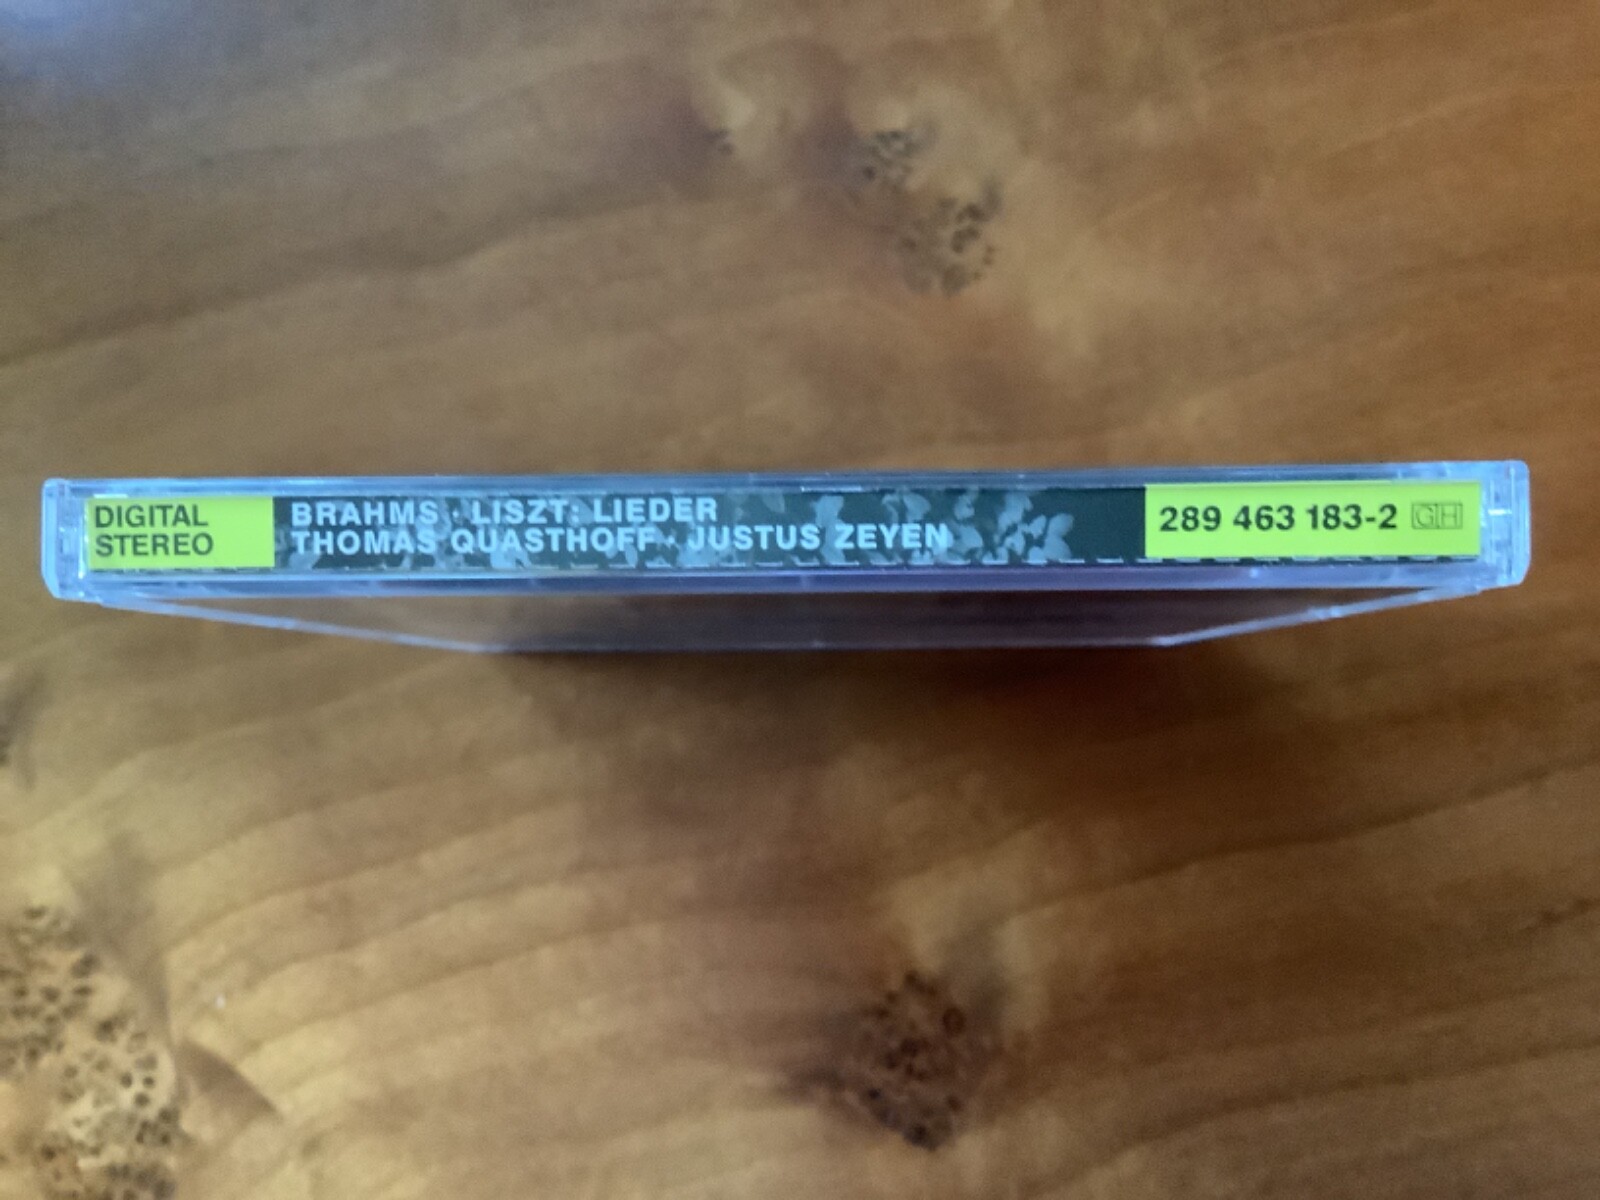 DIGITAL
STEREO
BRAHMS · LISZT: LIEDER
THOMAS QUASTHOFF · JUSTUS ZEYEN
289 463 183-2 GH